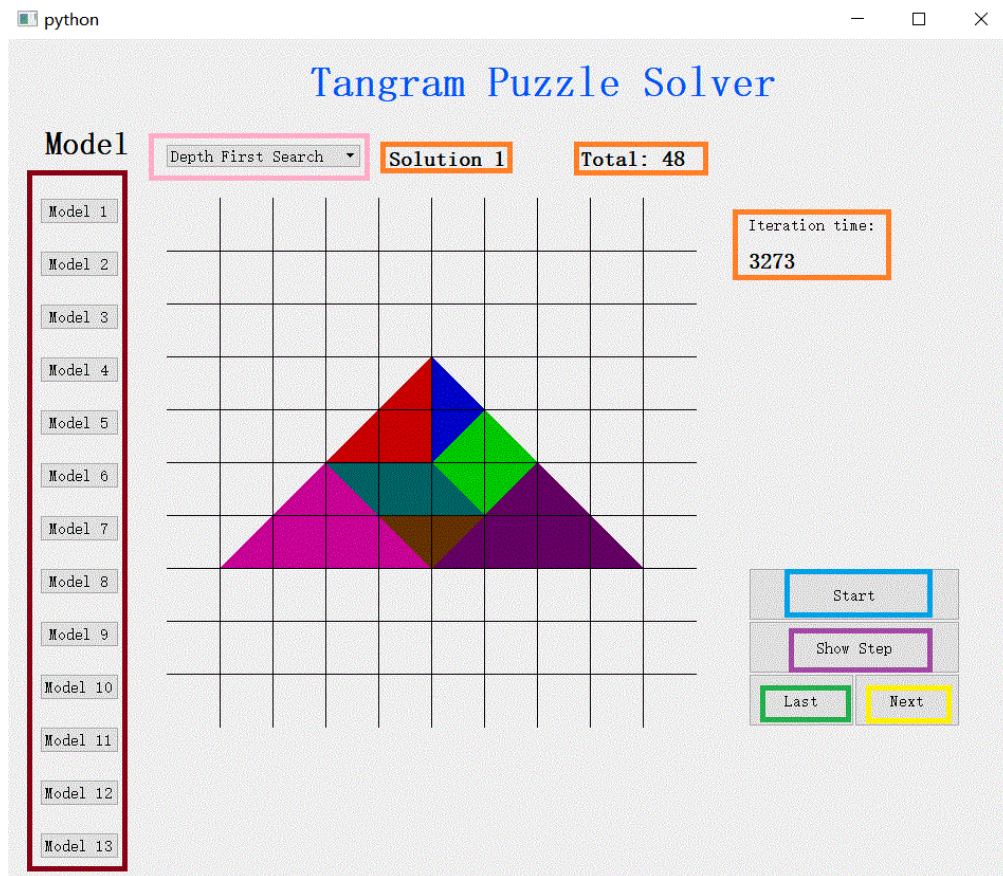 python
Tangram Puzzle Solver
Model
Depth First Search
Solution 1
Total: 48
Iteration time:
3273
Model 1
Model 2
Model 3
Model 4
Model 5
Model 6
Model 7
Model 8
Model 9
Model 10
Model 11
Model 12
Model 13
Start
Show Step
Last
Next